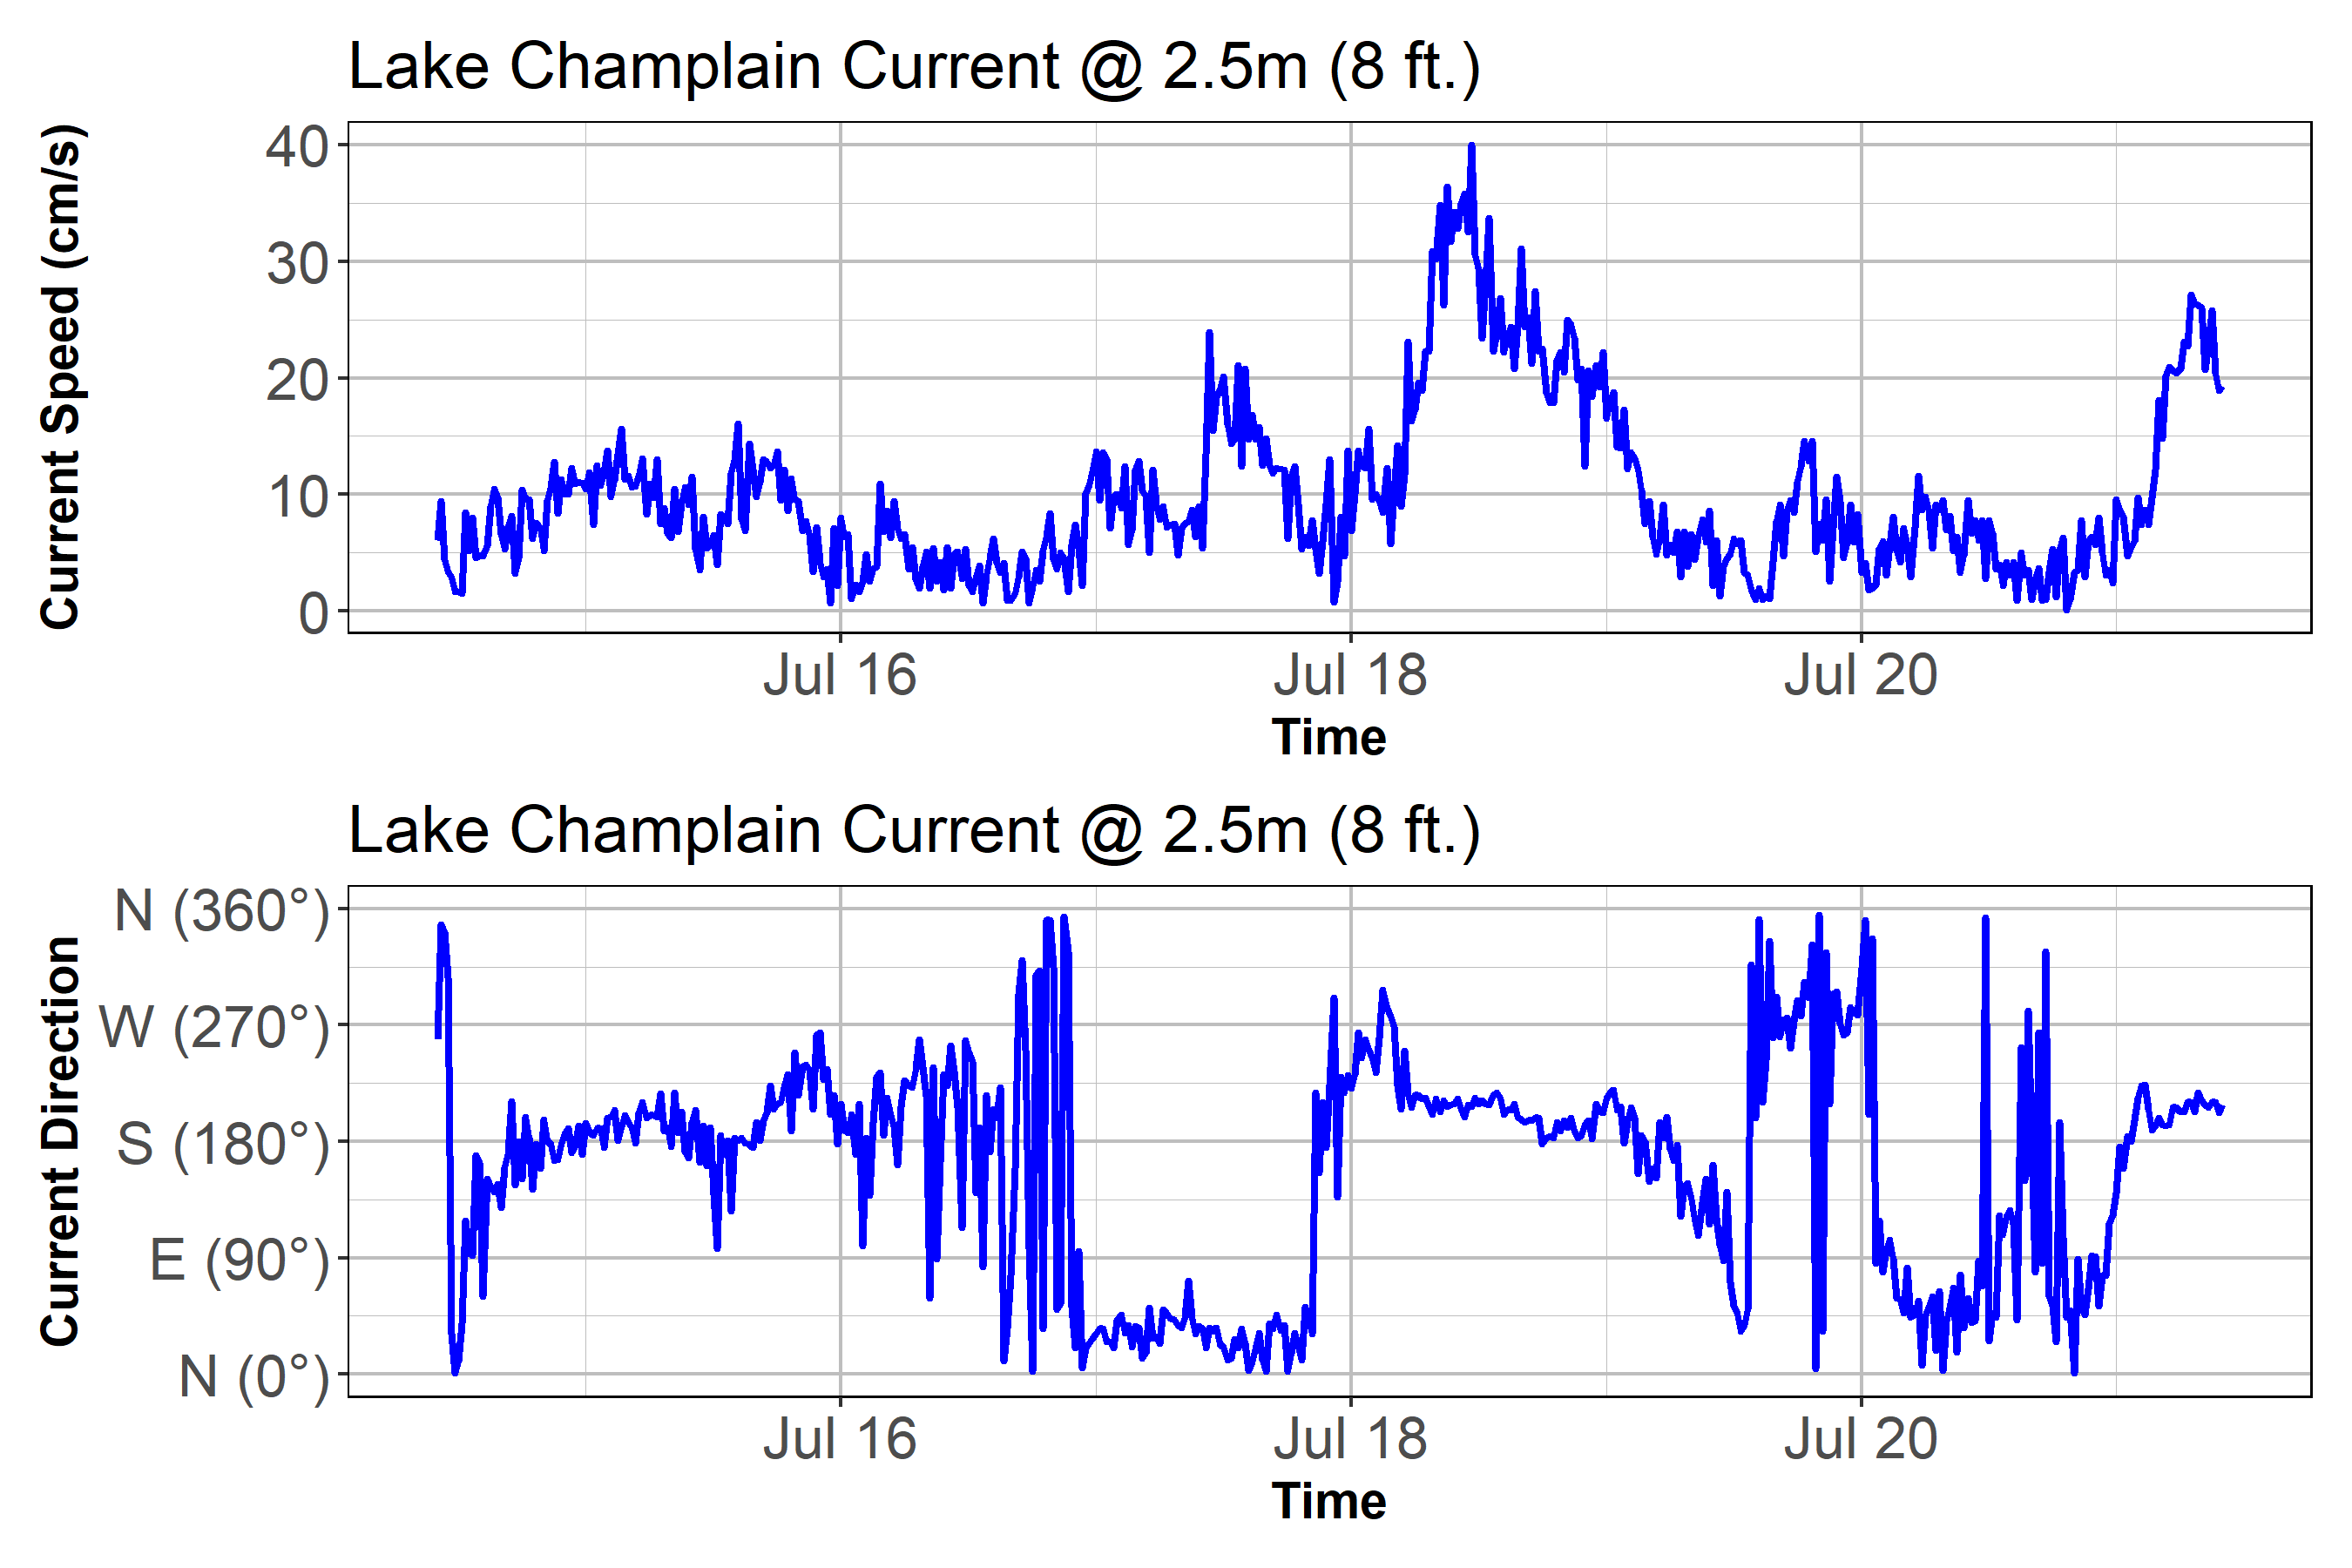 Lake Champlain Current @ 2.5m (8 ft.)
Current Speed (cm/s)
40
30
20
10
0
Jul 16 Jul 18 Jul 20
Time
Lake Champlain Current @ 2.5m (8 ft.)
Current Direction
N (360°)
W (270°)
S (180°)
E (90°)
N (0°)
Jul 16 Jul 18 Jul 20
Time